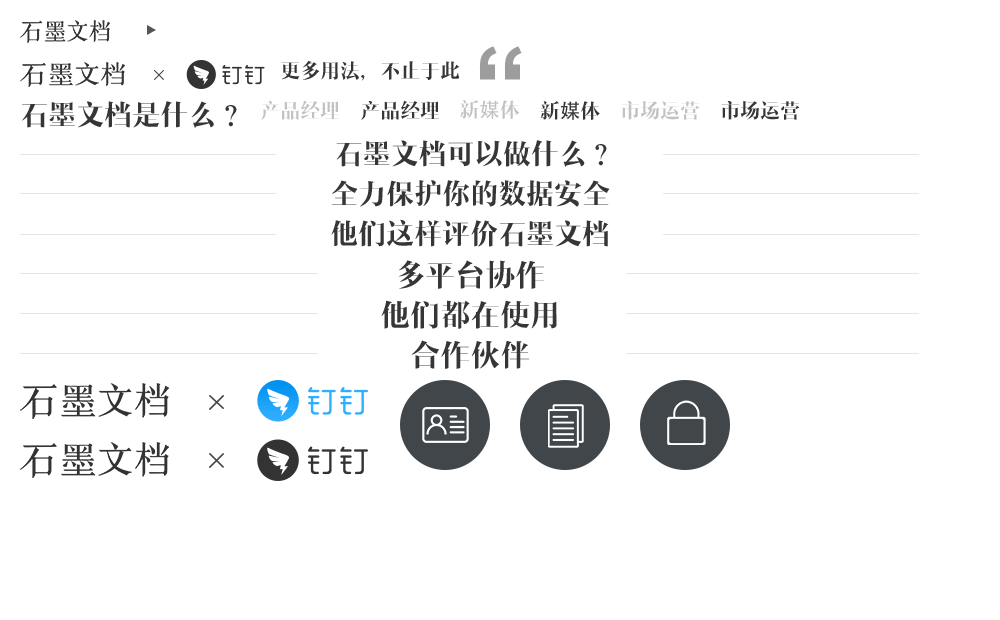 石墨文档
石墨文档 × 钉钉 更多用法，不止于此
石墨文档是什么？ 产品经理 产品经理 新媒体 新媒体 市场运营 市场运营
石墨文档可以做什么？
全力保护你的数据安全
他们这样评价石墨文档
多平台协作
他们都在使用
合作伙伴
石墨文档 × 钉钉
石墨文档 × 钉钉